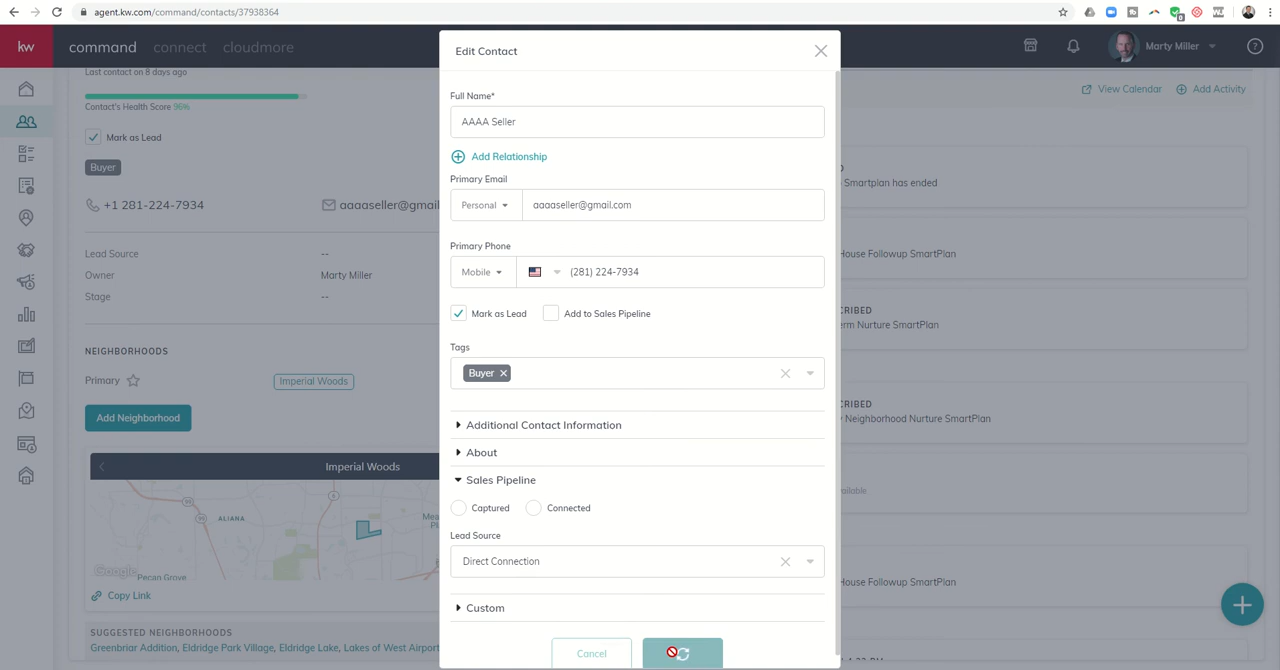 agent.kw.com/command/contacts/37938364
kw
command connect cloudmore
Marty Miller
Last contact on 8 days ago
Contact's Health Score 96%
Mark as Lead
Buyer
+1 281-224-7934
aaaaseller@gmail
Lead Source --
Owner Marty Miller
Stage --
NEIGHBORHOODS
Primary Imperial Woods
Add Neighborhood
Imperial Woods
ALIANA
Pecan Grove
Google
Copy Link
SUGGESTED NEIGHBORHOODS
Greenbriar Addition, Eldridge Park Village, Eldridge Lake, Lakes of West Airport
Edit Contact
Full Name*
AAAA Seller
Add Relationship
Primary Email
Personal aaaaseller@gmail.com
Primary Phone
Mobile (281) 224-7934
Mark as Lead Add to Sales Pipeline
Tags
Buyer
Additional Contact Information
About
Sales Pipeline
Captured Connected
Lead Source
Direct Connection
Custom
Cancel
View Calendar Add Activity
Smartplan has ended
House Followup SmartPlan
CRIBED
erm Nurture SmartPlan
CRIBED
Neighborhood Nurture SmartPlan
vailable
House Followup SmartPlan